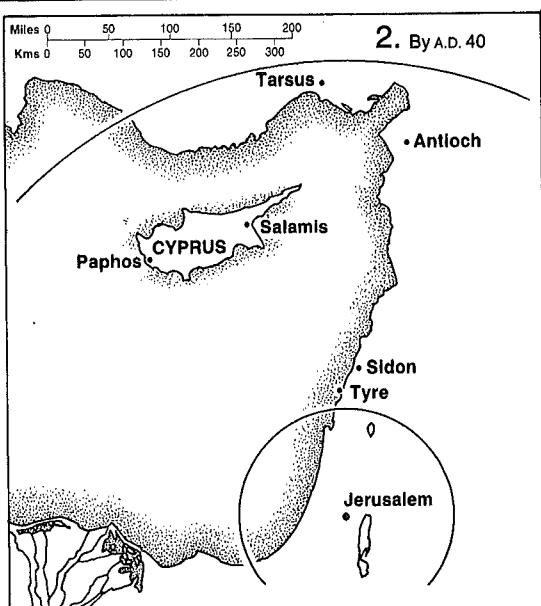 Miles 0 50 100 150 200
Kms 0 50 100 150 200 250 300
2. By A.D. 40
Tarsus
Antioch
Salamis
CYPRUS
Paphos
Sidon
Tyre
Jerusalem